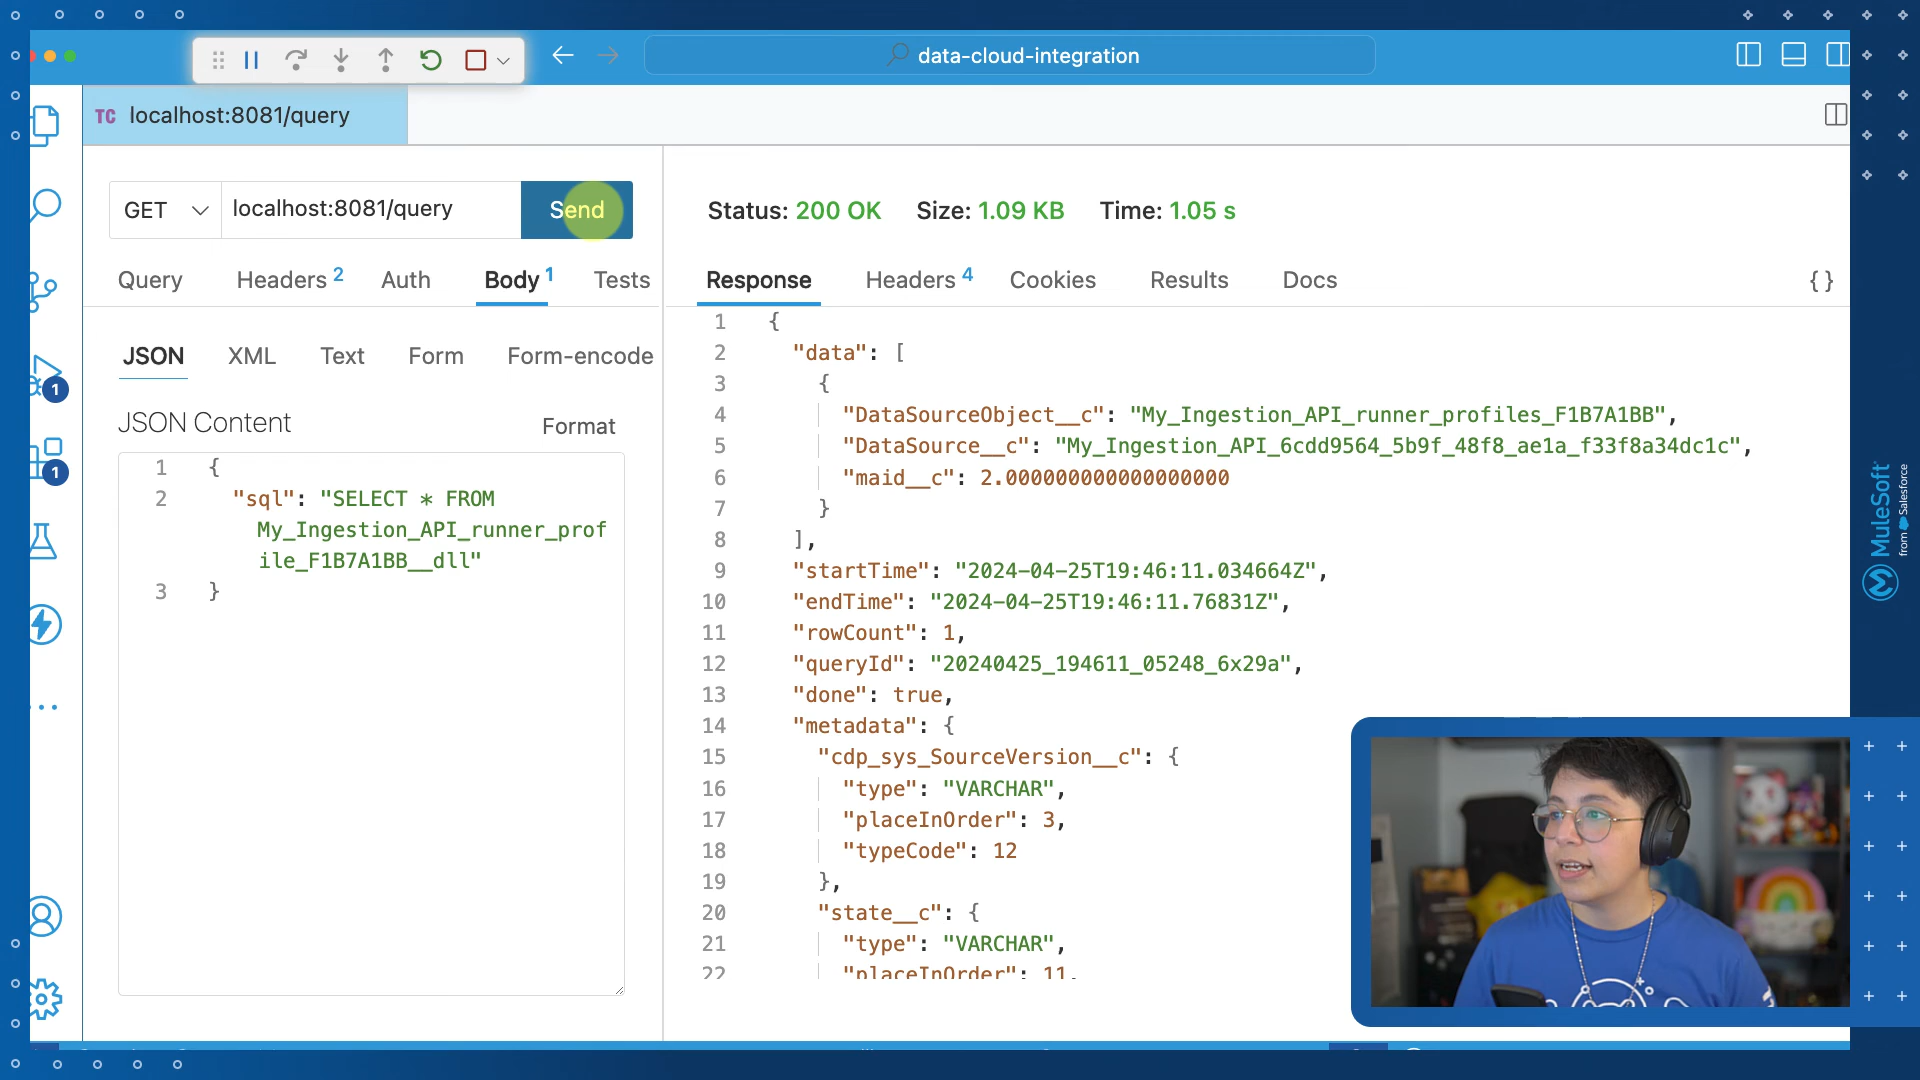 data-cloud-integration
TC localhost:8081/query
GET localhost:8081/query Send
Status: 200 OK Size: 1.09 KB Time: 1.05 s
Query Headers 2 Auth Body 1 Tests
Response Headers 4 Cookies Results Docs {}
JSON XML Text Form Form-encode
JSON Content Format
1 {
2 "sql": "SELECT * FROM
My_Ingestion_API_runner_prof
ile_F1B7A1BB__dll"
3 }
1 {
2 "data": [
3 {
4 "DataSourceObject__c": "My_Ingestion_API_runner_profiles_F1B7A1BB",
5 "DataSource__c": "My_Ingestion_API_6cdd9564_5b9f_48f8_ae1a_f33f8a34dc1c",
6 "maid__c": 2.000000000000000000
7 }
8 ],
9 "startTime": "2024-04-25T19:46:11.034664Z",
10 "endTime": "2024-04-25T19:46:11.76831Z",
11 "rowCount": 1,
12 "queryId": "20240425_194611_05248_6x29a",
13 "done": true,
14 "metadata": {
15 "cdp_sys_SourceVersion__c": {
16 "type": "VARCHAR",
17 "placeInOrder": 3,
18 "typeCode": 12
19 },
20 "state__c": {
21 "type": "VARCHAR",
22 "placeInOrder": 11,
1
1
MuleSoft
from Salesforce